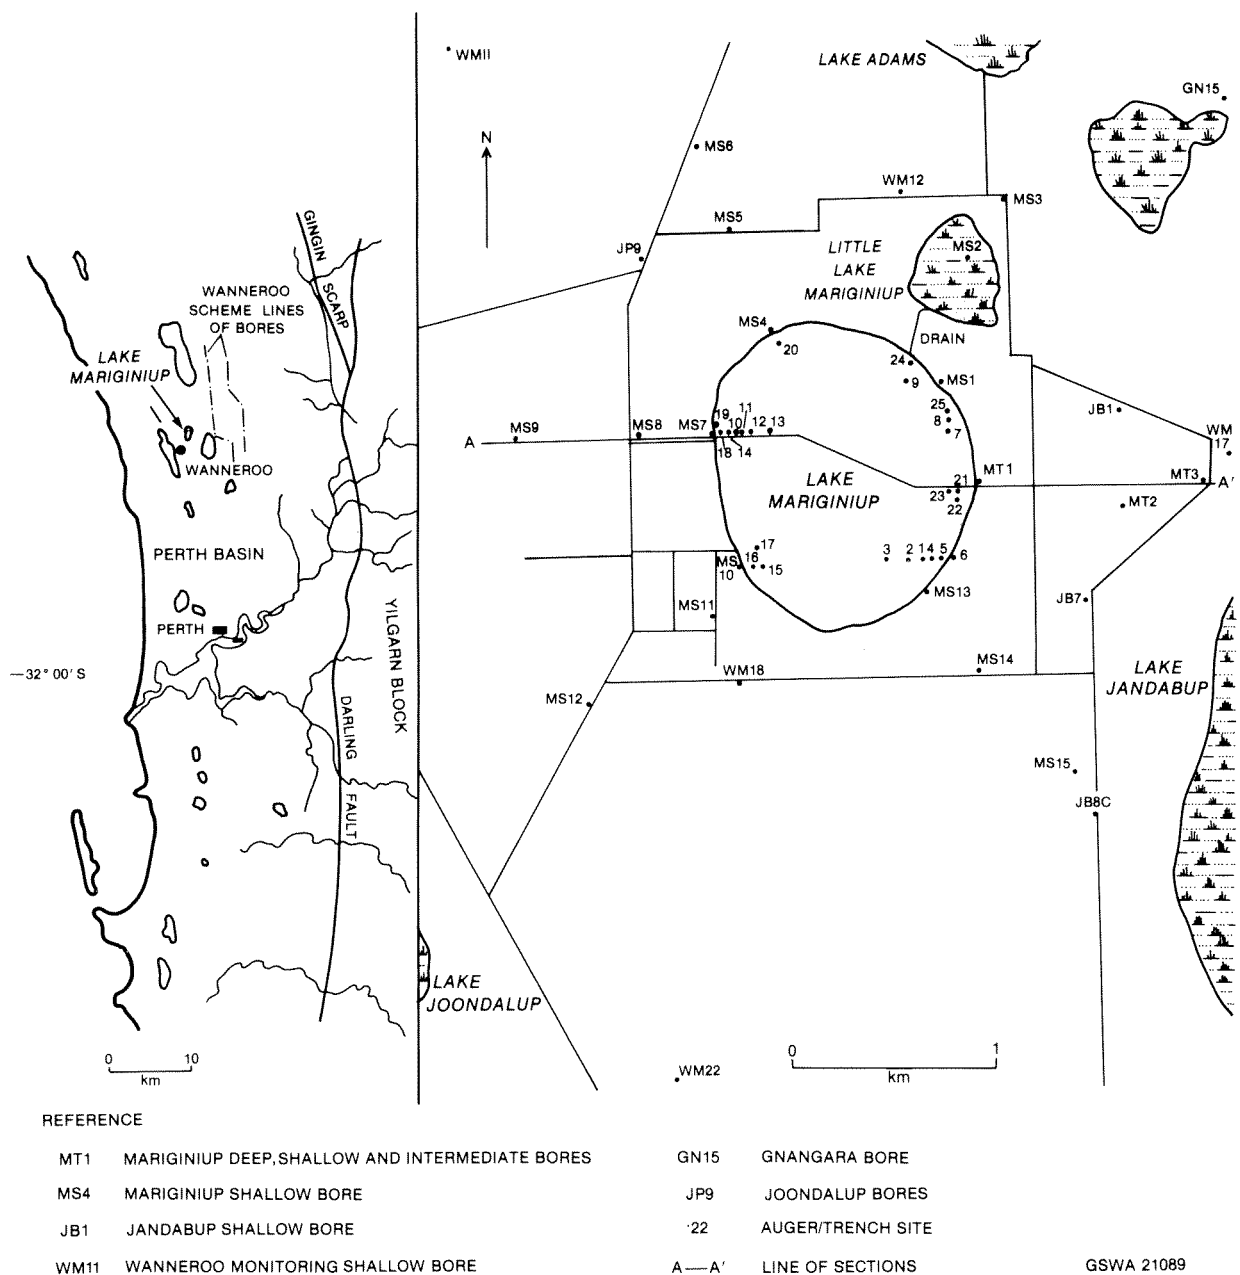 WM11
LAKE ADAMS
GN15
N
MS6
WM12
MS3
MS5
LITTLE
LAKE
MARIGINIUP
MS2
JP9
GINGIN
SCARP
WANNEROO
SCHEME LINES
OF BORES
LAKE
MARIGINIUP
MS4
20
DRAIN
24
9
MS1
25
8
7
JB1
WM
17
A
MS9
MS8
MS7
19
10
11
12
13
18
14
WANNEROO
LAKE
MARIGINIUP
21
MT1
23
22
MT3
A'
MT2
PERTH BASIN
17
16
15
MS
10
3
2
1
4
5
6
MS13
MS11
JB7
PERTH
YILGARN BLOCK
—32° 00' S
DARLING
FAULT
WM18
MS14
LAKE
JANDABUP
MS12
MS15
JB8C
LAKE
JOONDALUP
0 10
km
0 1
km
WM22
REFERENCE
MT1 MARIGINIUP DEEP, SHALLOW AND INTERMEDIATE BORES
MS4 MARIGINIUP SHALLOW BORE
JB1 JANDABUP SHALLOW BORE
WM11 WANNEROO MONITORING SHALLOW BORE
GN15 GNANGARA BORE
JP9 JOONDALUP BORES
·22 AUGER/TRENCH SITE
A—A' LINE OF SECTIONS
GSWA 21089